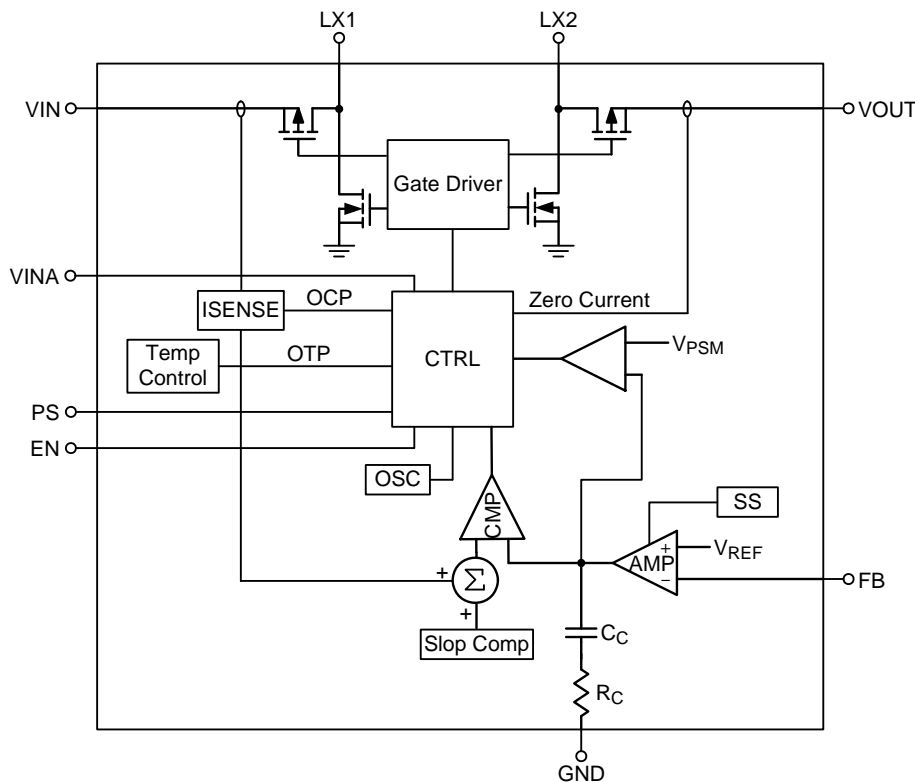 LX1 LX2
VIN VOUT
Gate Driver
VINA
ISENSE OCP Zero Current
Temp
Control
OTP CTRL VPSM
PS
EN
OSC
CMP
SS
+
VREF
AMP
−
FB
+
Σ
+
Slop Comp
CC
RC
GND